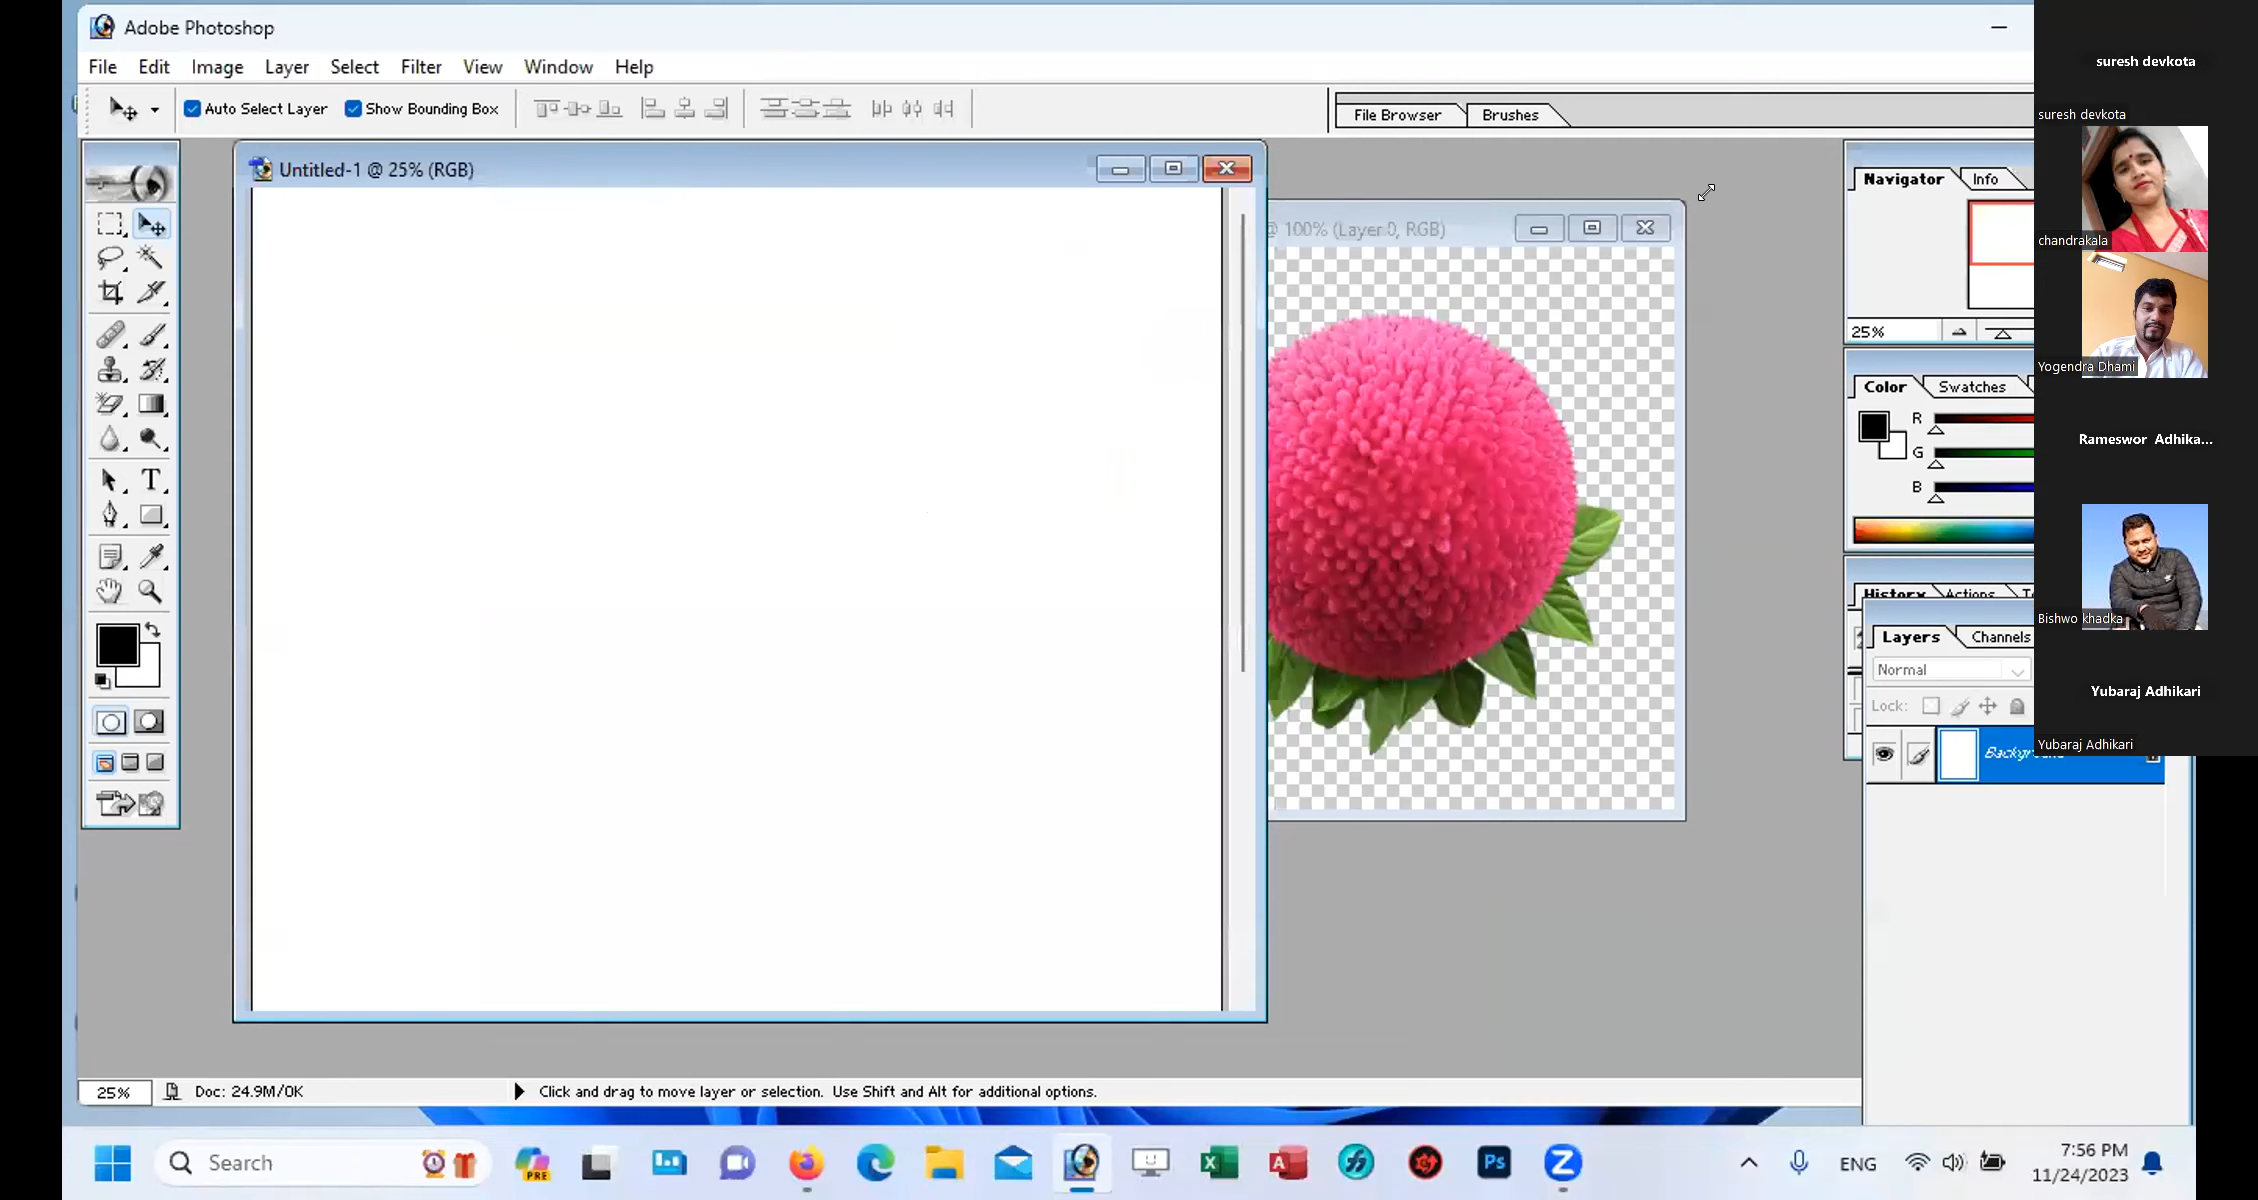 Adobe Photoshop
File Edit Image Layer Select Filter View Window Help
Auto Select Layer Show Bounding Box
File Browser Brushes
Untitled-1 @ 25% (RGB)
@ 100% (Layer 0, RGB)
Navigator Info
25%
Color Swatches
R
G
B
History Actions
Layers Channels
Normal
Lock:
suresh devkota
suresh devkota
chandrakala
Yogendra Dhami
Rameswor Adhika...
Bishwo khadka
Yubaraj Adhikari
Yubaraj Adhikari
25% Doc: 24.9M/0K Click and drag to move layer or selection. Use Shift and Alt for additional options.
Search
PRE
Ps
ENG
7:56 PM
11/24/2023